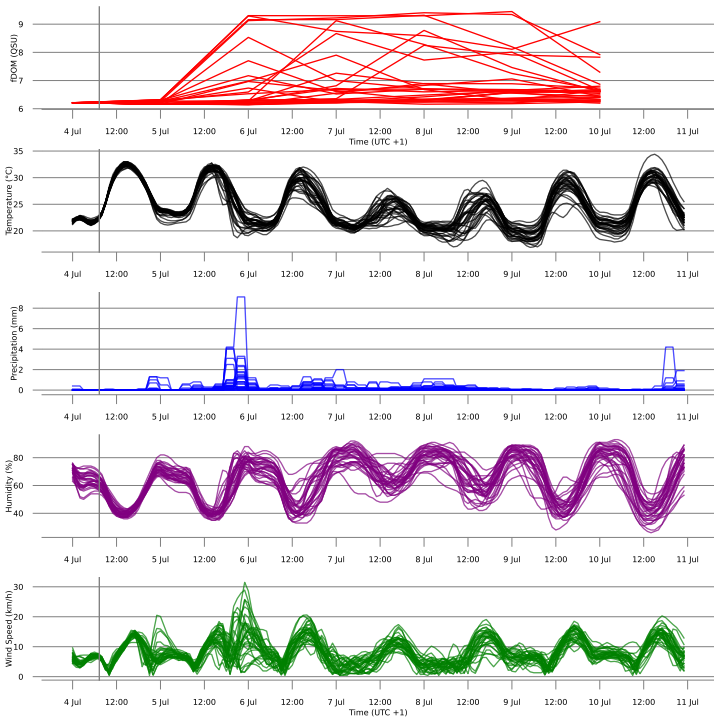 fDOM (QSU)
9
8
7
6
4 Jul 12:00 5 Jul 12:00 6 Jul 12:00 7 Jul 12:00 8 Jul 12:00 9 Jul 12:00 10 Jul 12:00 11 Jul
Time (UTC +1)
Temperature (°C)
35
30
25
20
4 Jul 12:00 5 Jul 12:00 6 Jul 12:00 7 Jul 12:00 8 Jul 12:00 9 Jul 12:00 10 Jul 12:00 11 Jul
Precipitation (mm)
8
6
4
2
0
4 Jul 12:00 5 Jul 12:00 6 Jul 12:00 7 Jul 12:00 8 Jul 12:00 9 Jul 12:00 10 Jul 12:00 11 Jul
Humidity (%)
80
60
40
4 Jul 12:00 5 Jul 12:00 6 Jul 12:00 7 Jul 12:00 8 Jul 12:00 9 Jul 12:00 10 Jul 12:00 11 Jul
Wind Speed (km/h)
30
20
10
0
4 Jul 12:00 5 Jul 12:00 6 Jul 12:00 7 Jul 12:00 8 Jul 12:00 9 Jul 12:00 10 Jul 12:00 11 Jul
Time (UTC +1)